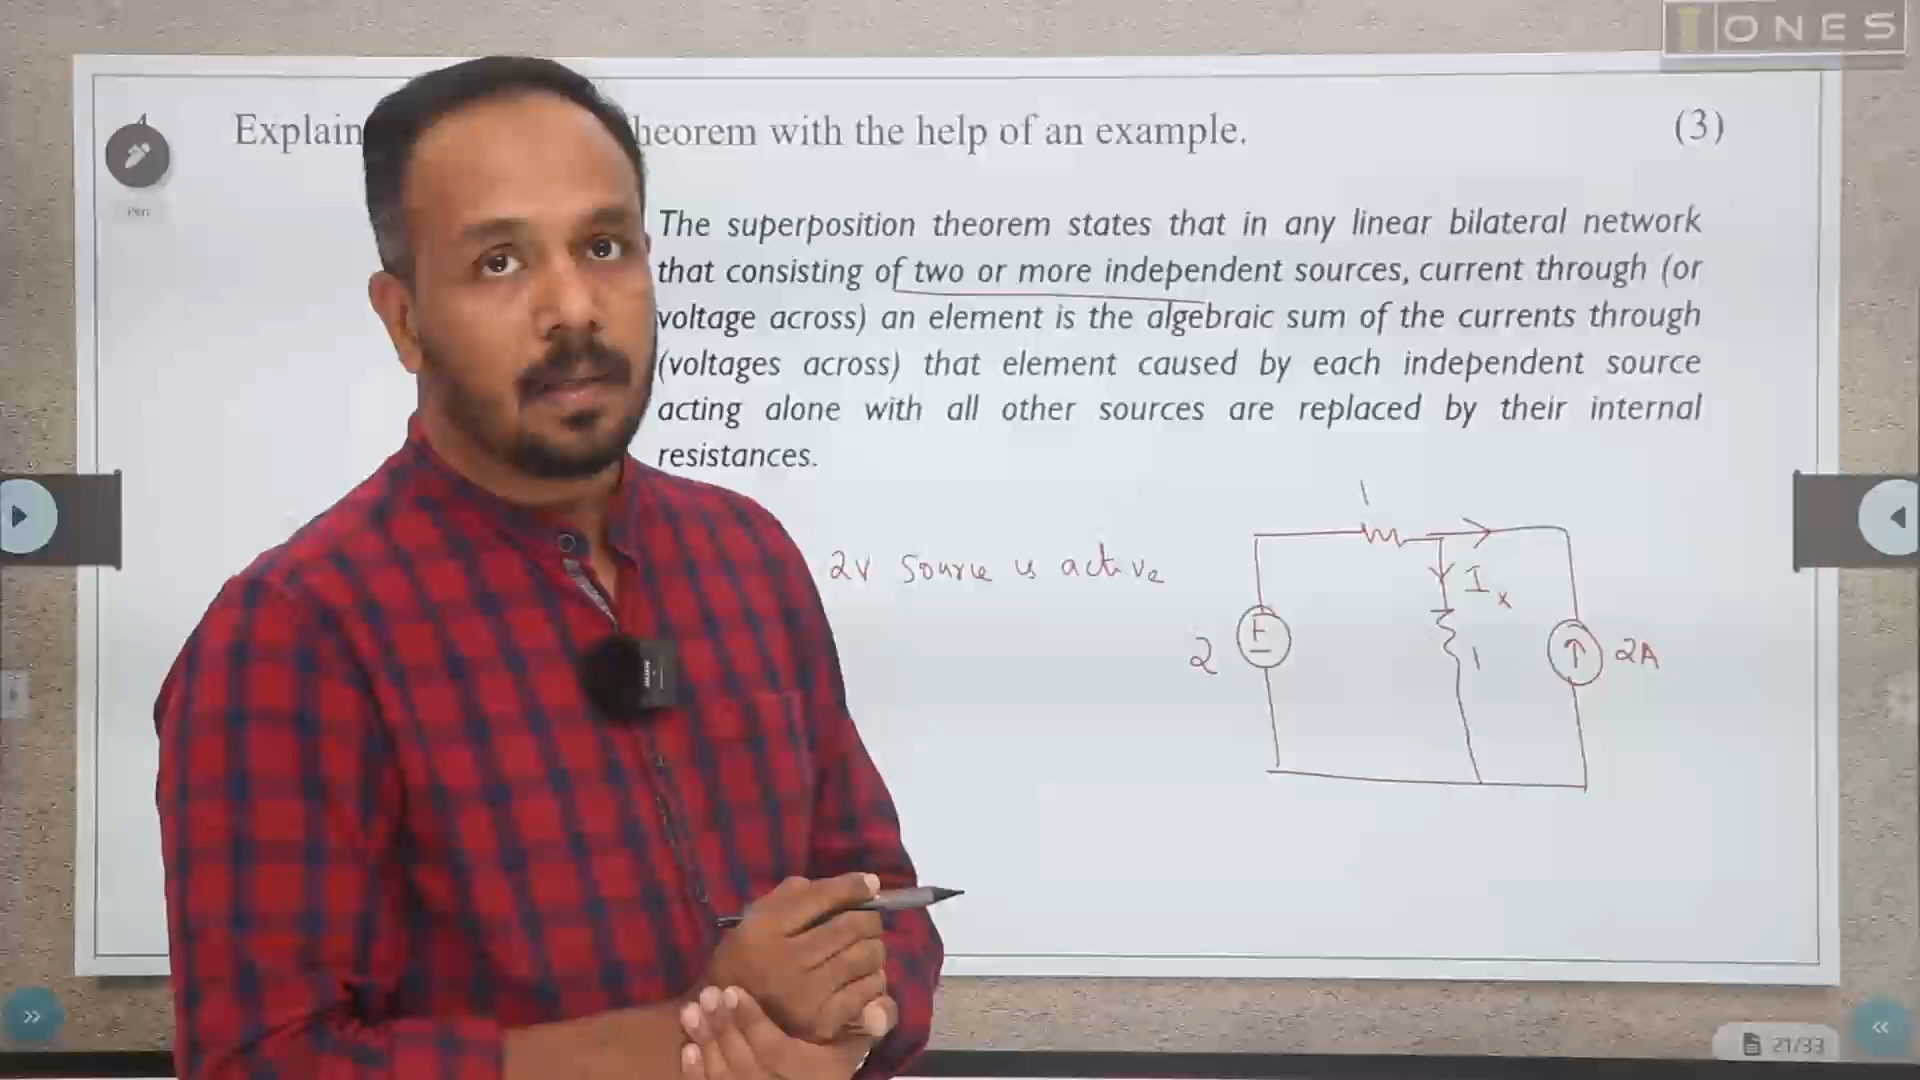 IONES
4 Explain heorem with the help of an example. (3)
Pen
The superposition theorem states that in any linear bilateral network
that consisting of two or more independent sources, current through (or
voltage across) an element is the algebraic sum of the currents through
(voltages across) that element caused by each independent source
acting alone with all other sources are replaced by their internal
resistances.
1
2V source is active
Ix
2
1
2A
21/33